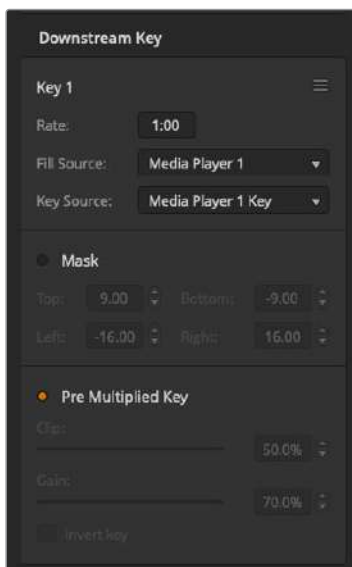 Downstream Key
Key 1
Rate: 1:00
Fill Source: Media Player 1
Key Source: Media Player 1 Key
Mask
Top: 9.00 Bottom: -9.00
Left: -16.00 Right: 16.00
Pre Multiplied Key
Clip:
50.0%
Gain:
70.0%
Invert key